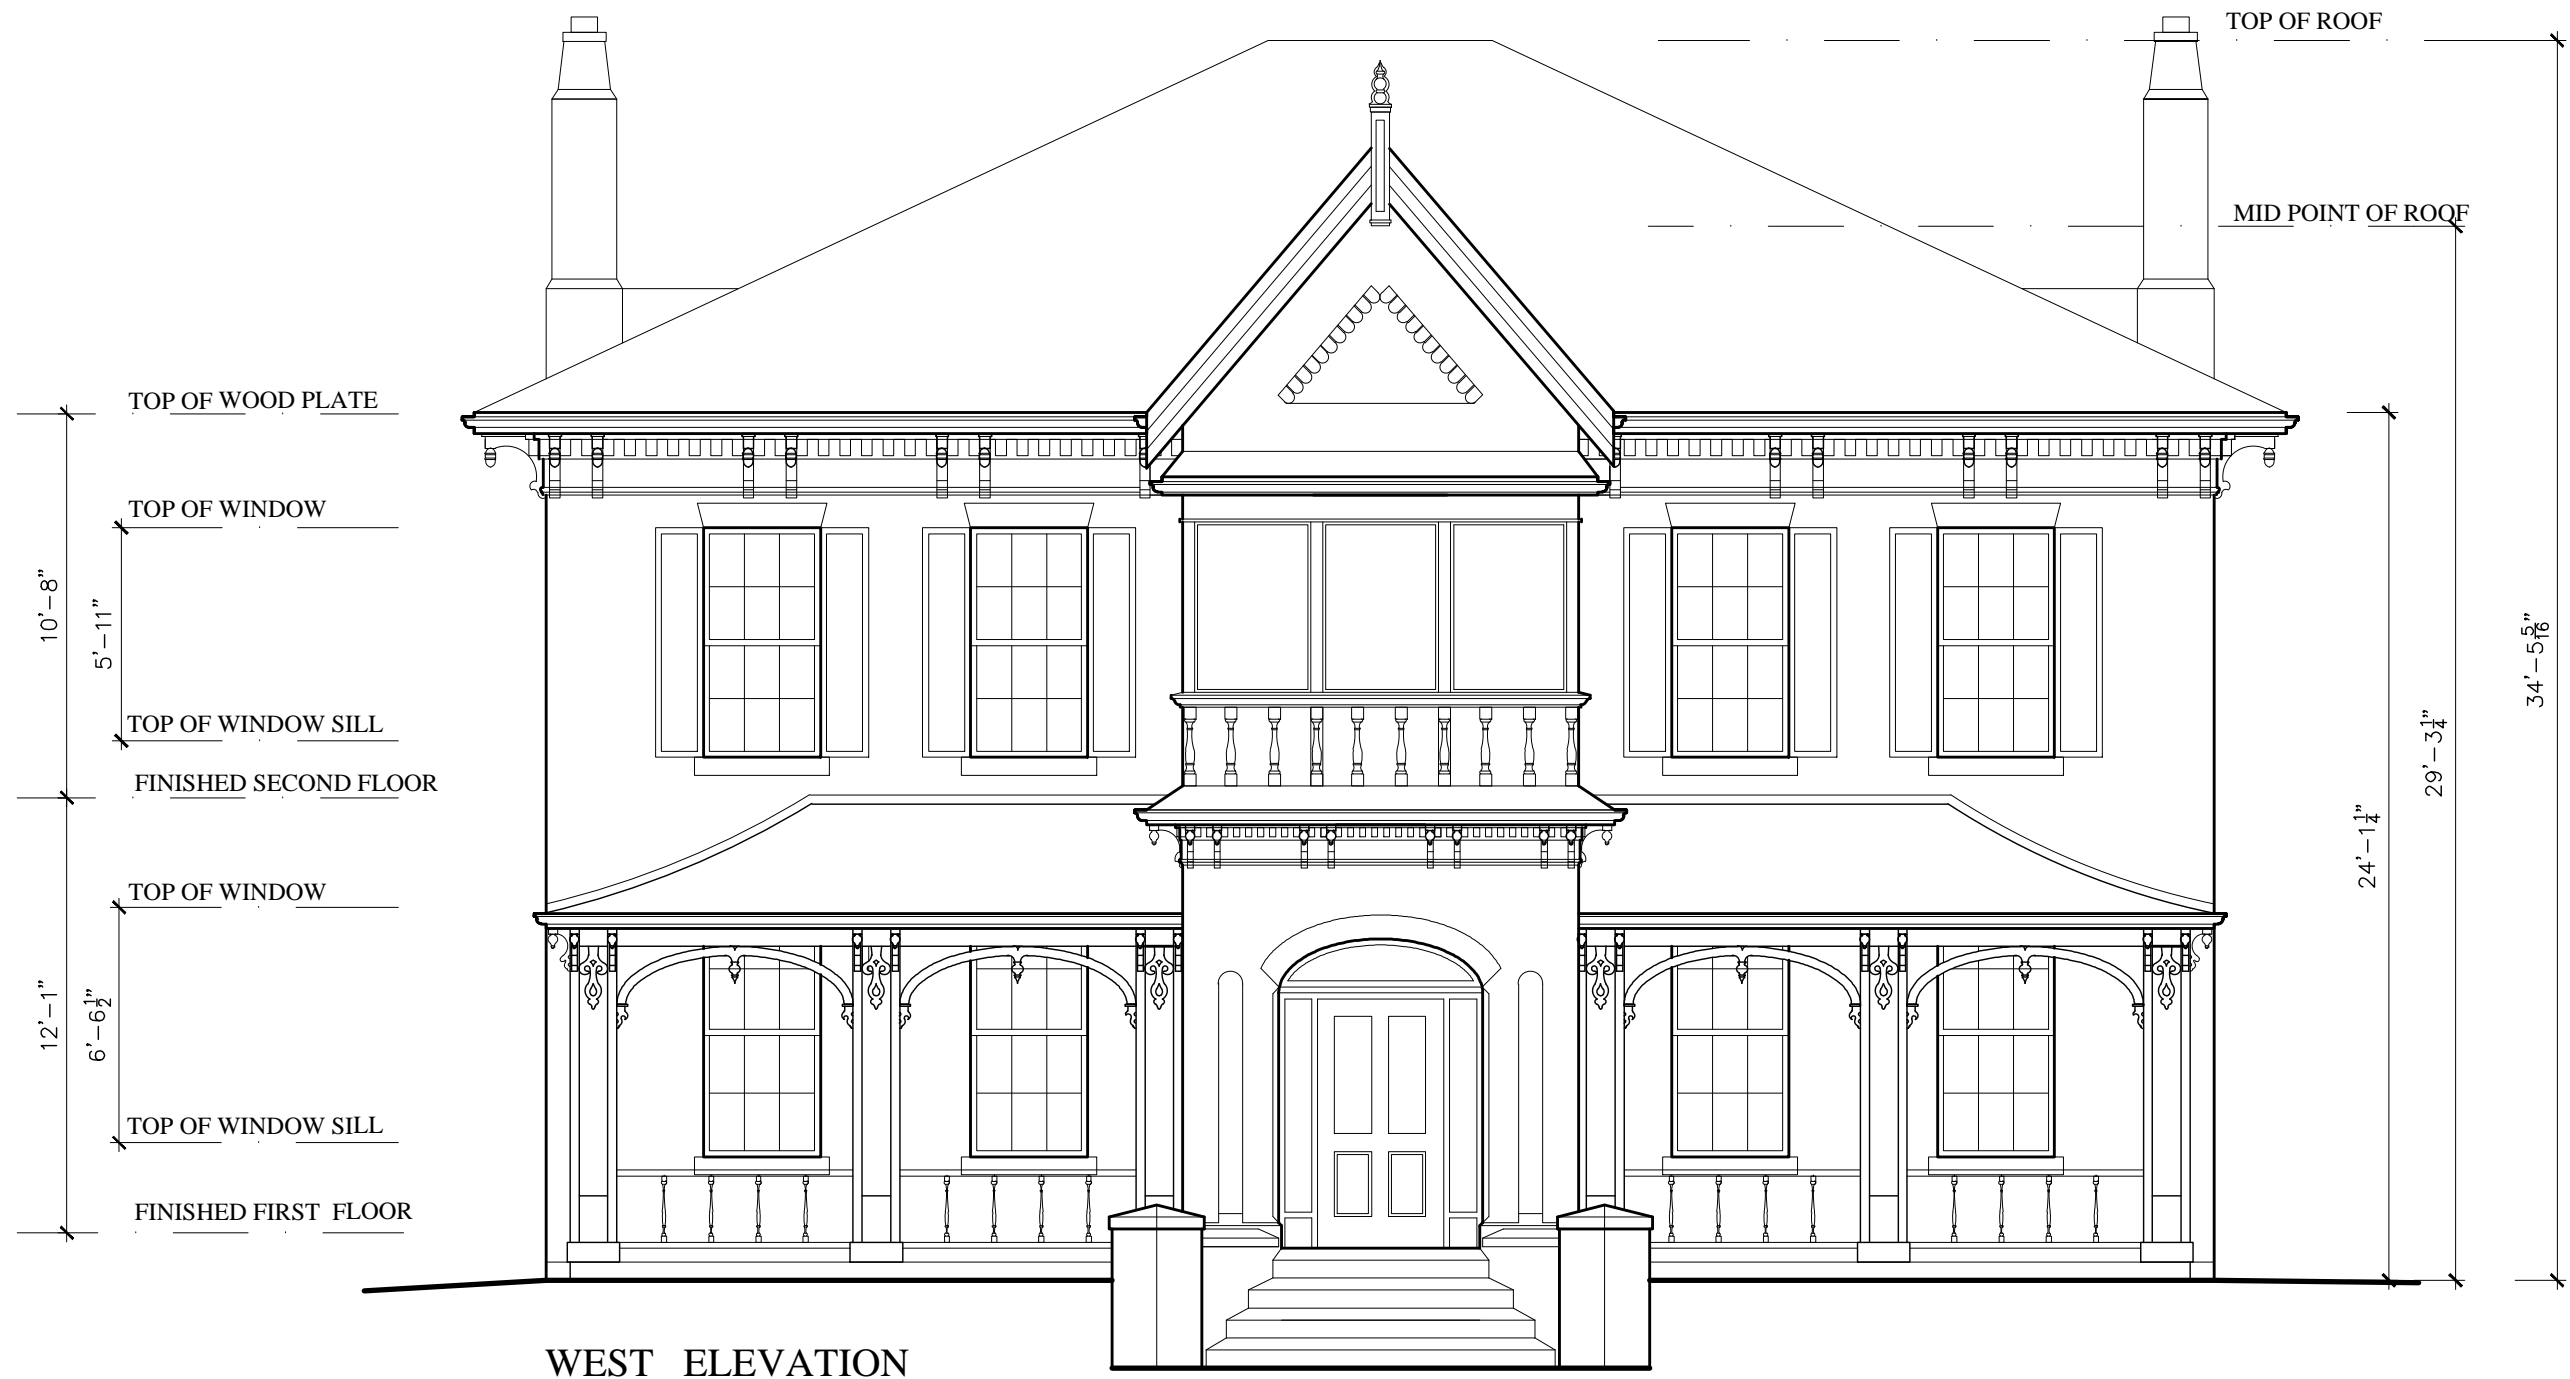 TOP OF ROOF
MID POINT OF ROOF
TOP OF WOOD PLATE
TOP OF WINDOW
10'-8"
5'-11"
TOP OF WINDOW SILL
FINISHED SECOND FLOOR
34'-5 5/16"
29'-3 1/4"
24'-1 1/4"
TOP OF WINDOW
12'-1"
6'-6 1/2"
TOP OF WINDOW SILL
FINISHED FIRST FLOOR
WEST ELEVATION